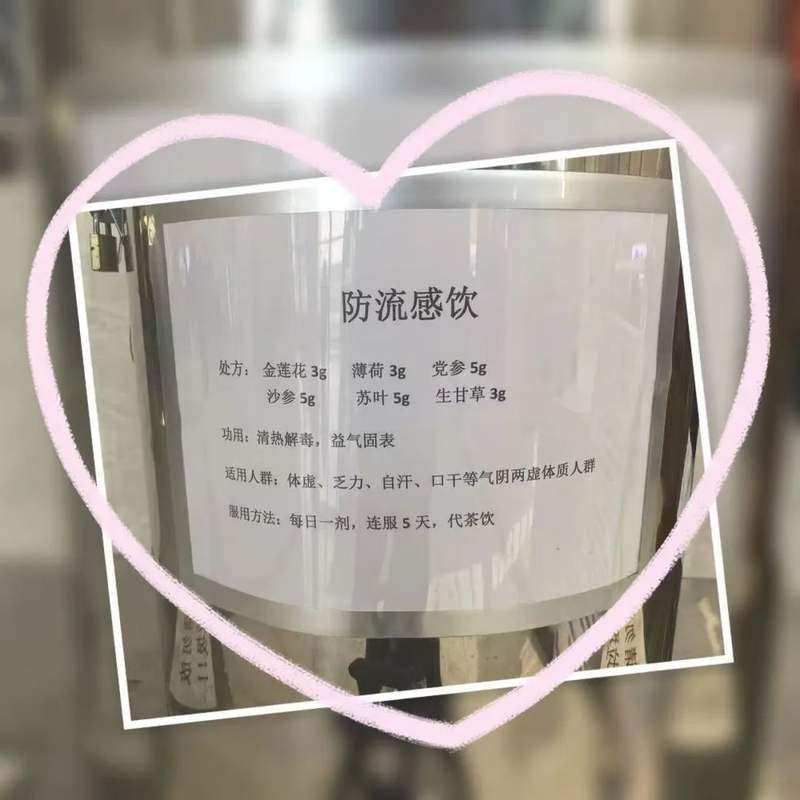 防流感饮
处方： 金莲花 3g 薄荷 3g 党参 5g
沙参 5g 苏叶 5g 生甘草 3g
功用：清热解毒，益气固表
适用人群：体虚、乏力、自汗、口干等气阴两虚体质人群
服用方法：每日一剂，连服 5 天，代茶饮